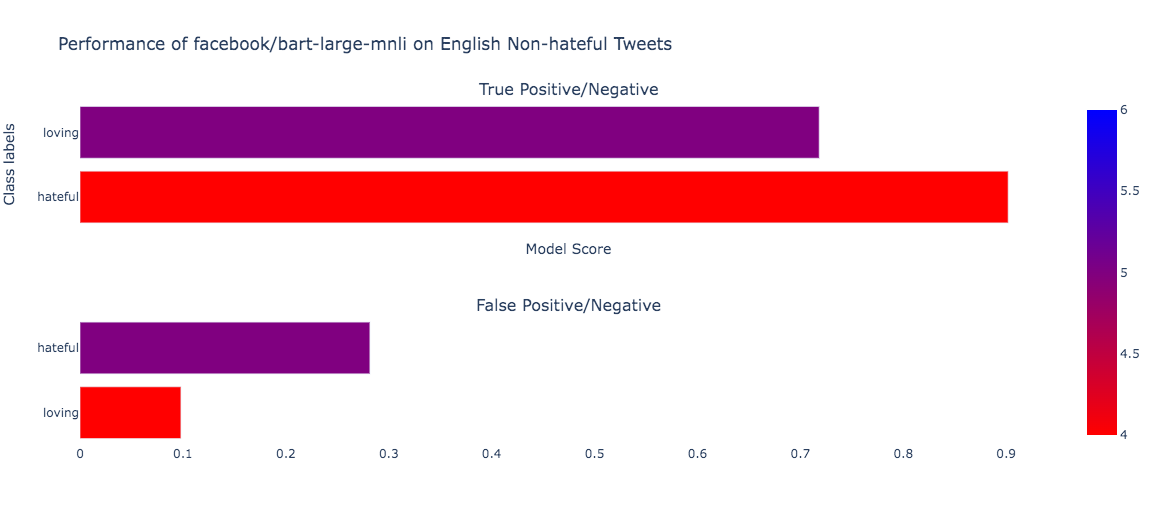 Performance of facebook/bart-large-mnli on English Non-hateful Tweets
True Positive/Negative
Class labels
loving
hateful
Model Score
False Positive/Negative
hateful
loving
0 0.1 0.2 0.3 0.4 0.5 0.6 0.7 0.8 0.9
6
5.5
5
4.5
4